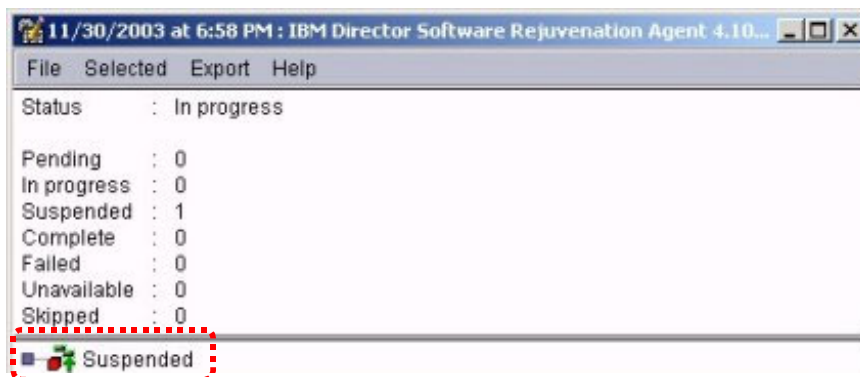 11/30/2003 at 6:58 PM : IBM Director Software Rejuvenation Agent 4.10...
File Selected Export Help
Status : In progress
Pending : 0
In progress : 0
Suspended : 1
Complete : 0
Failed : 0
Unavailable : 0
Skipped : 0
Suspended